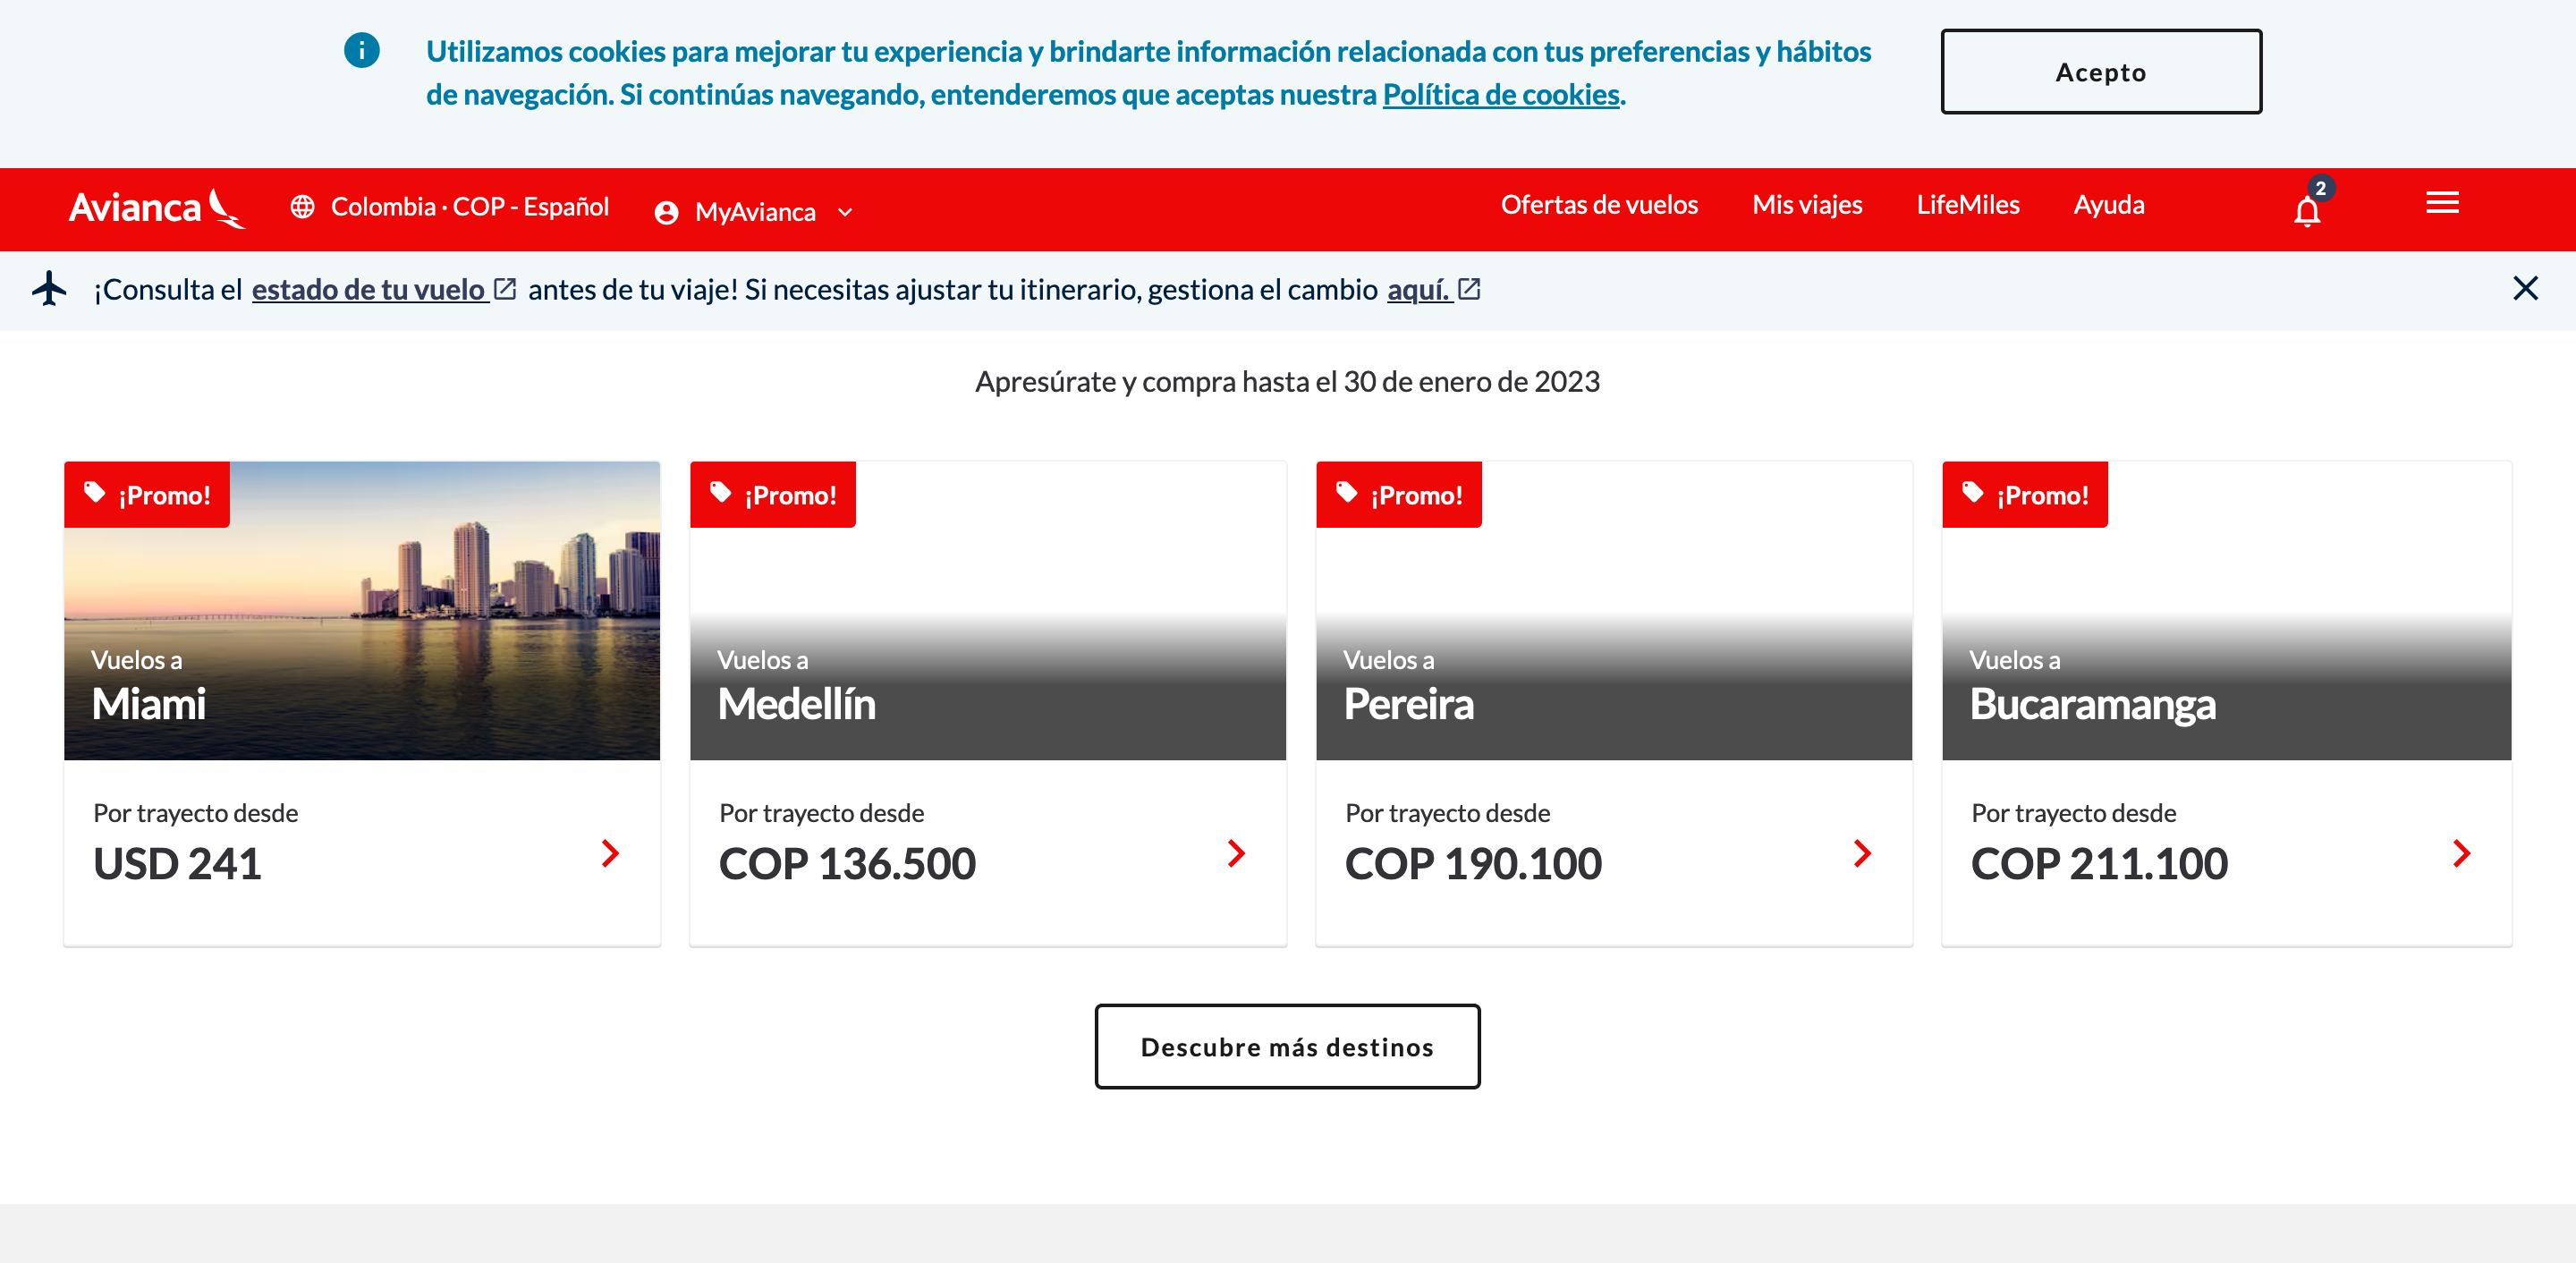 Utilizamos cookies para mejorar tu experiencia y brindarte información relacionada con tus preferencias y hábitos
de navegación. Si continúas navegando, entenderemos que aceptas nuestra Política de cookies.
Acepto
Avianca
Colombia · COP - Español
MyAvianca
Ofertas de vuelos
Mis viajes
LifeMiles
Ayuda
2
¡Consulta el estado de tu vuelo antes de tu viaje! Si necesitas ajustar tu itinerario, gestiona el cambio aquí.
Apresúrate y compra hasta el 30 de enero de 2023
¡Promo!
Vuelos a
Miami
Por trayecto desde
USD 241
¡Promo!
Vuelos a
Medellín
Por trayecto desde
COP 136.500
¡Promo!
Vuelos a
Pereira
Por trayecto desde
COP 190.100
¡Promo!
Vuelos a
Bucaramanga
Por trayecto desde
COP 211.100
Descubre más destinos